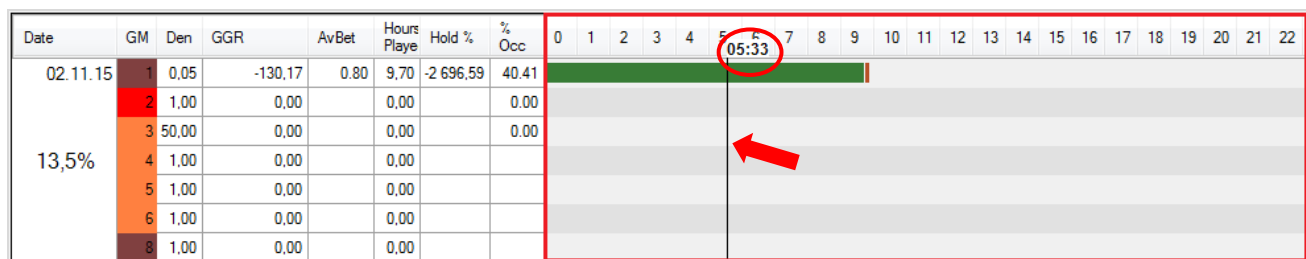 Date GM Den GGR AvBet Hours Playe Hold % % Occ 0 1 2 3 4 5 6 7 8 9 10 11 12 13 14 15 16 17 18 19 20 21 22
05:33
02.11.15 1 0.05 -130,17 0.80 9,70 -2 696,59 40.41
2 1,00 0,00 0,00 0.00
3 50,00 0,00 0,00 0.00
13,5% 4 1,00 0,00 0,00
5 1,00 0,00 0,00
6 1,00 0,00 0,00
8 1,00 0,00 0,00